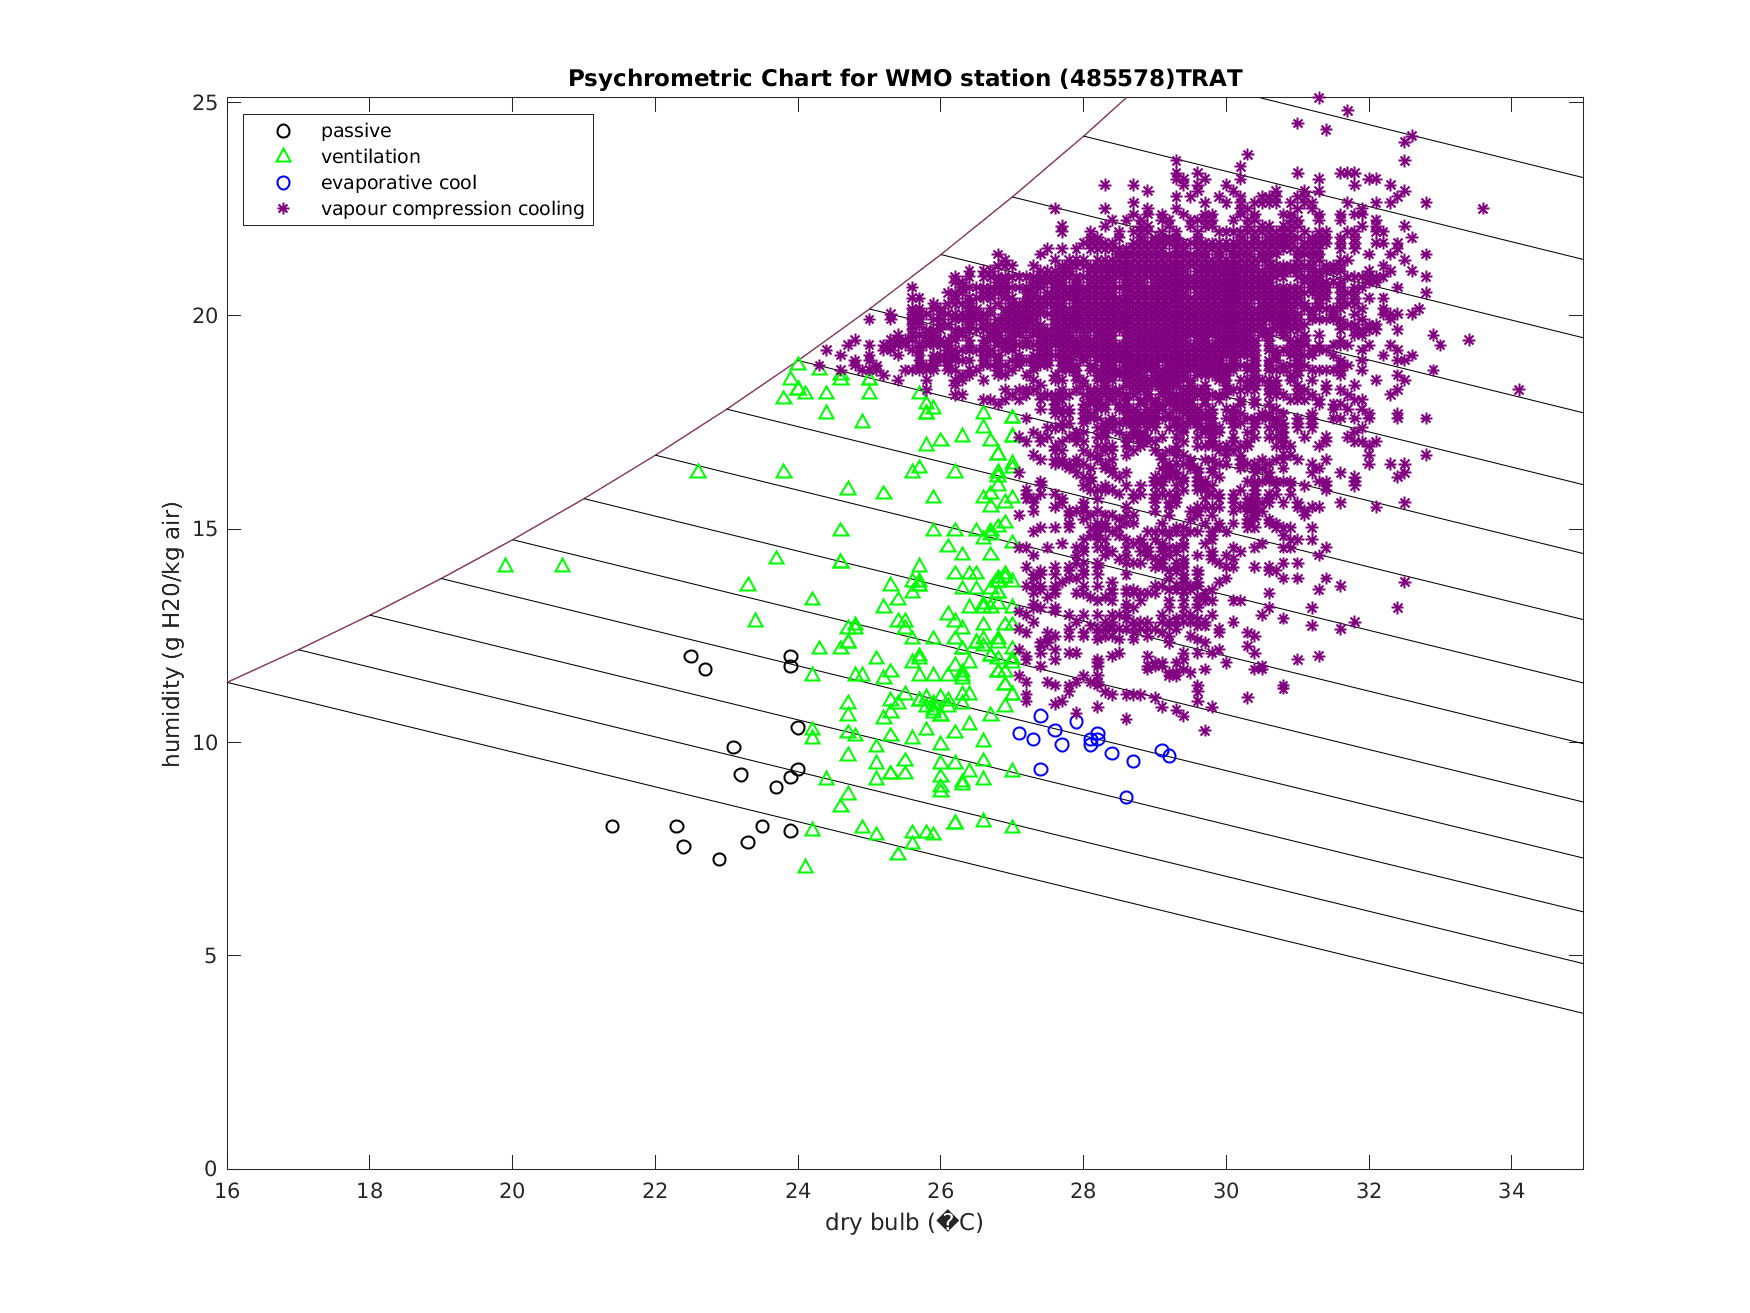 Psychrometric Chart for WMO station (485578)TRAT
passive
ventilation
evaporative cool
vapour compression cooling
humidity (g H20/kg air)
25
20
15
10
5
0
16 18 20 22 24 26 28 30 32 34
dry bulb (�C)